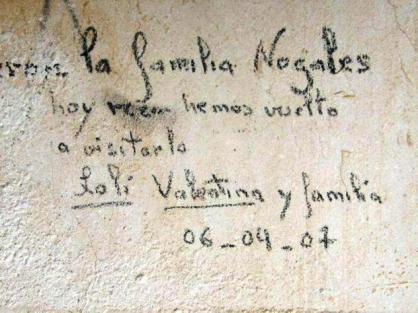 la familia Nogales
hoy hemos vuelto
a visitarlo
Loli Valentina y familia
06-04-07